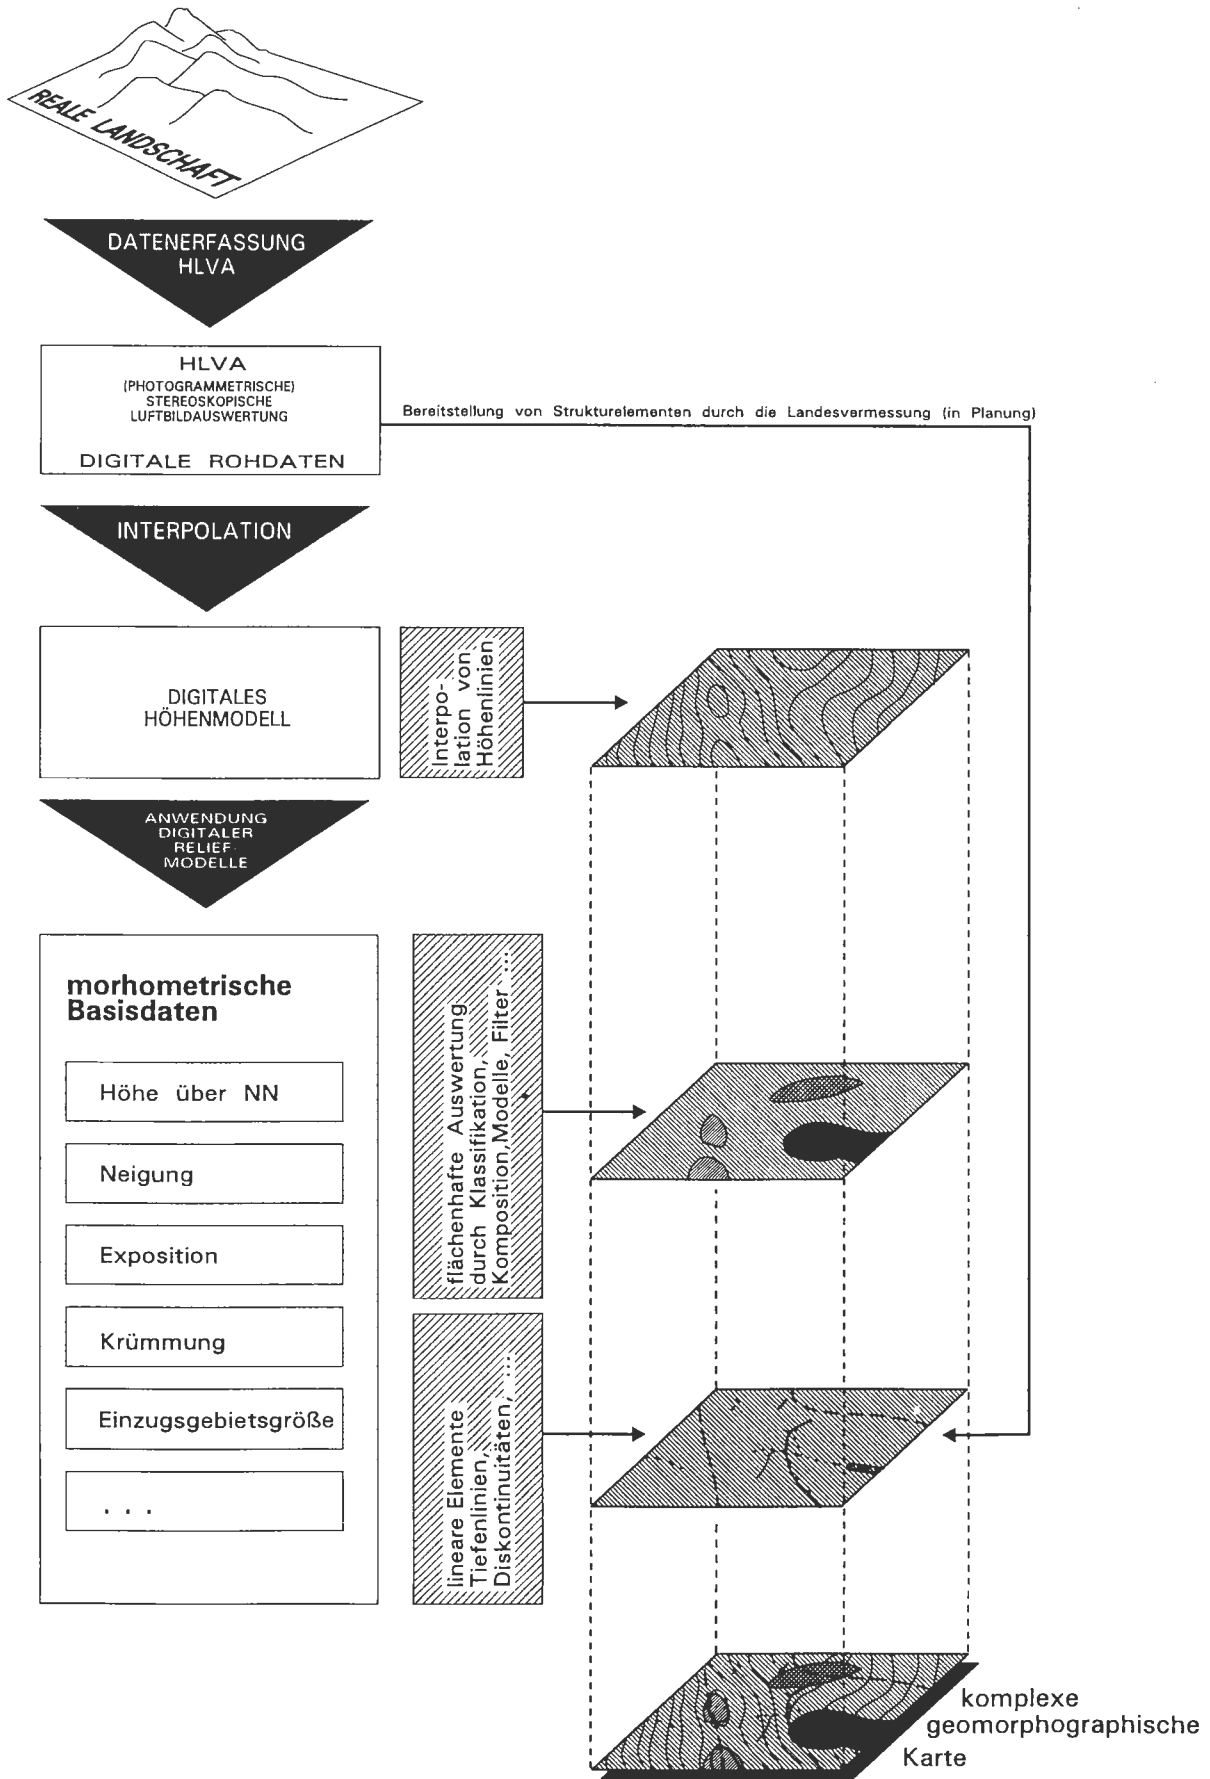 REALE LANDSCHAFT
DATENERFASSUNG
HLVA
HLVA
(PHOTOGRAMMETRISCHE)
STEREOSKOPISCHE
LUFTBILDAUSWERTUNG
DIGITALE ROHDATEN
Bereitstellung von Strukturelementen durch die Landesvermessung (in Planung)
INTERPOLATION
DIGITALES
HÖHENMODELL
Interpo-
lation von
Höhenlinien
ANWENDUNG
DIGITALER
RELIEF-
MODELLE
morhometrische
Basisdaten
Höhe über NN
Neigung
Exposition
Krümmung
Einzugsgebietsgröße
. . .
flächenhafte Auswertung
durch Klassifikation,
Komposition,Modelle, Filter ...
lineare Elemente
Tiefenlinien,
Diskontinuitäten, ...
komplexe
geomorphographische
Karte